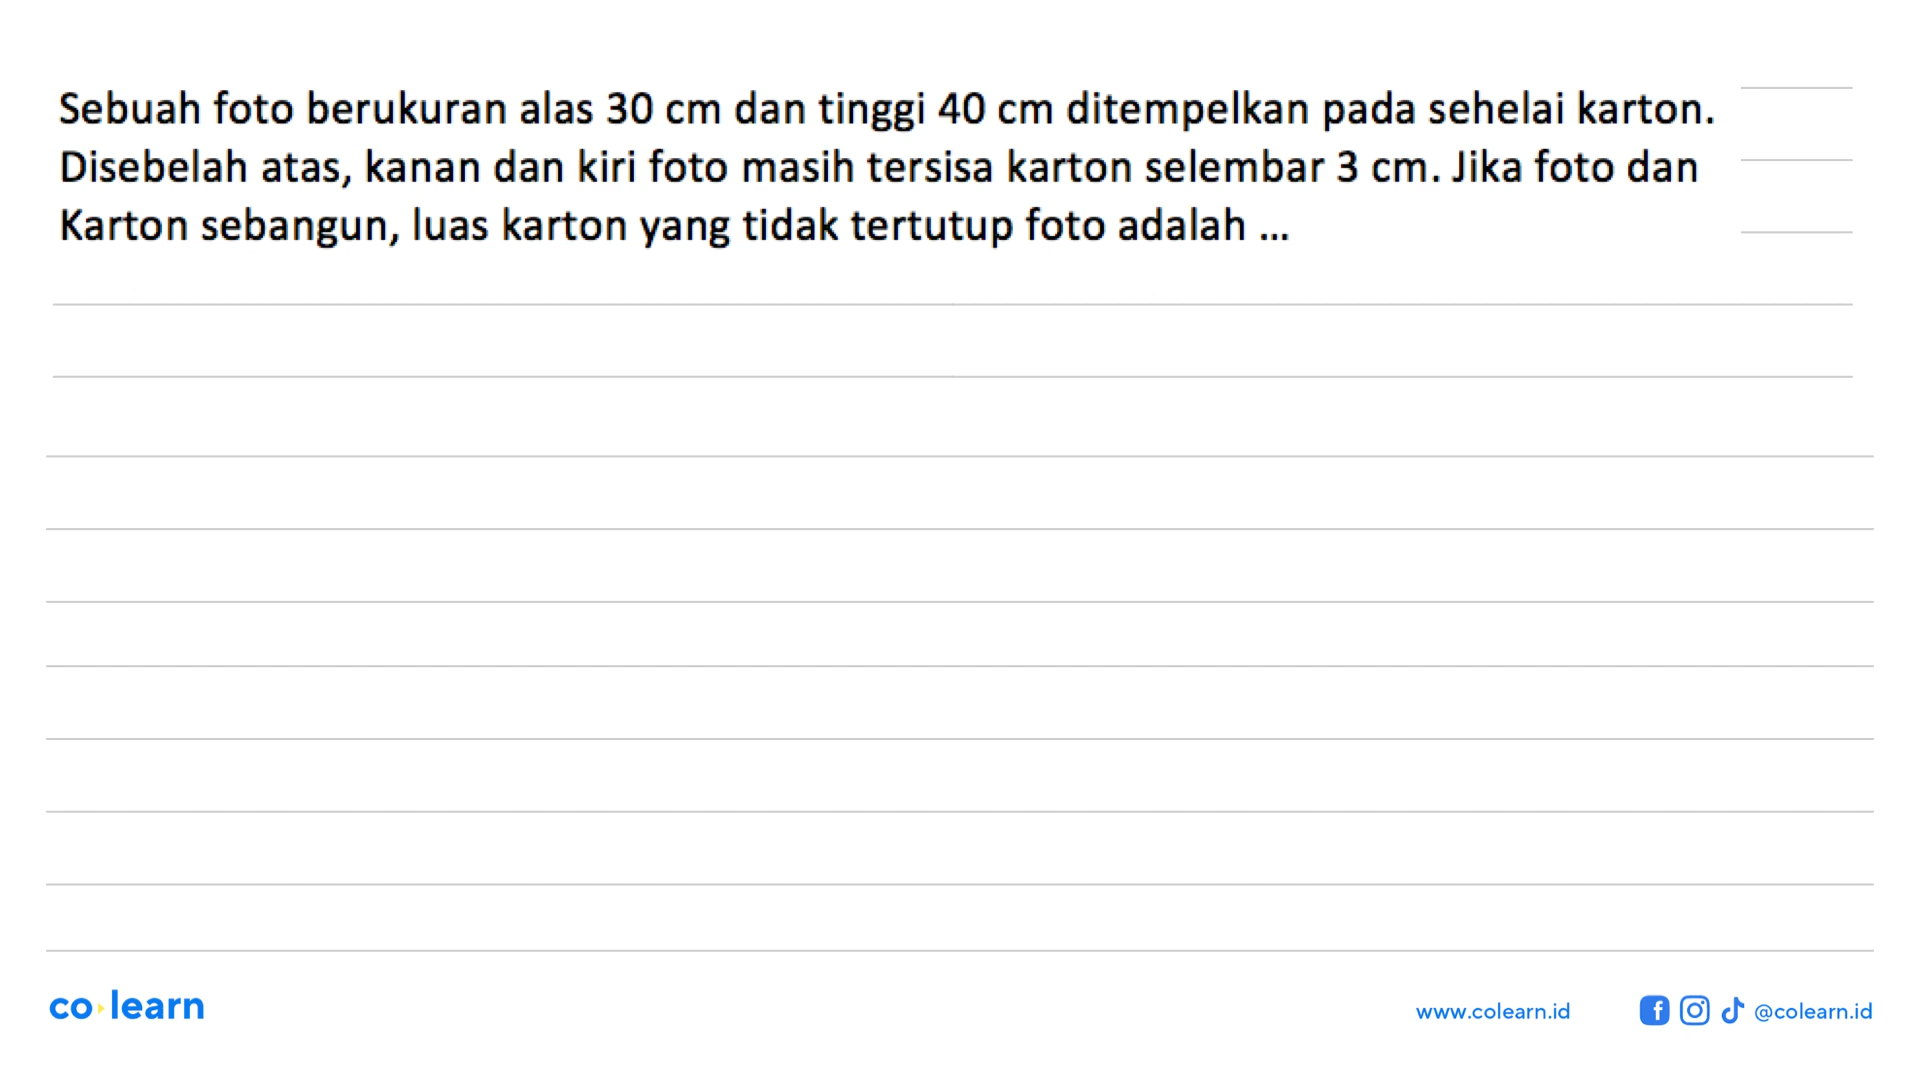 Sebuah foto berukuran alas 30 cm dan tinggi 40 cm ditempelkan pada sehelai karton.
Disebelah atas, kanan dan kiri foto masih tersisa karton selembar 3 cm. Jika foto dan
Karton sebangun, luas karton yang tidak tertutup foto adalah ...
co learn
www.colearn.id
@colearn.id